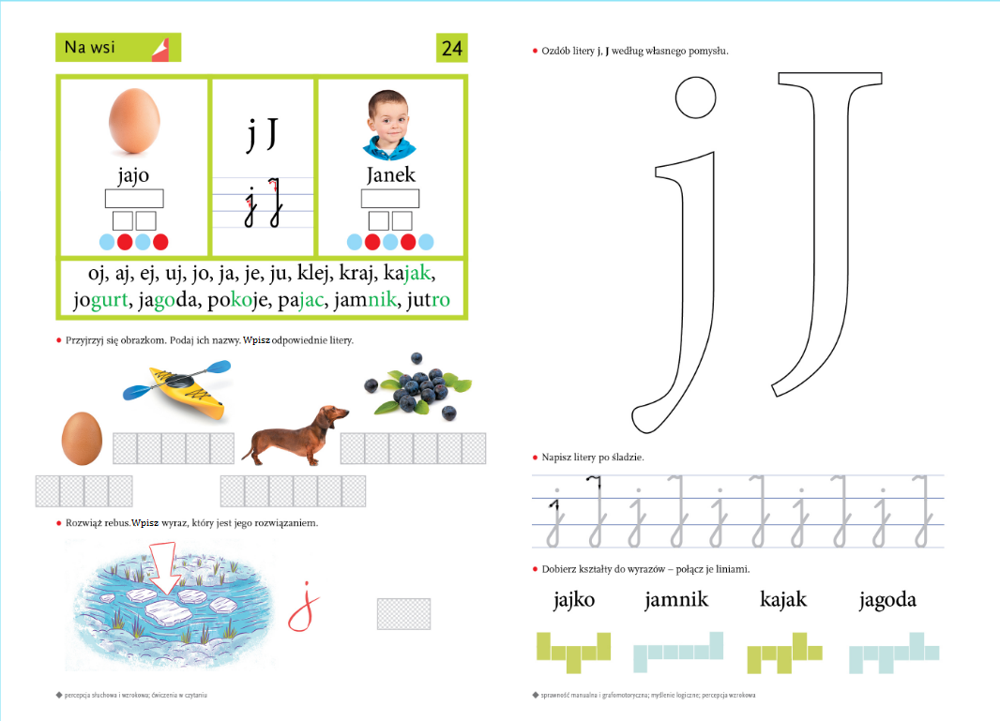 Na wsi
24
jajo
j J
j J
Janek
oj, aj, ej, uj, jo, ja, je, ju, klej, kraj, kajak,
jogurt, jagoda, pokoje, pajac, jamnik, jutro
• Przyjrzyj się obrazkom. Podaj ich nazwy. Wpisz odpowiednie litery.
• Rozwiąż rebus. Wpisz wyraz, który jest jego rozwiązaniem.
j
◆ percepcja słuchowa i wzrokowa; ćwiczenia w czytaniu
• Ozdób litery j, J według własnego pomysłu.
j J
• Napisz litery po śladzie.
j J j J j J j J j J
• Dobierz kształty do wyrazów – połącz je liniami.
jajko jamnik kajak jagoda
◆ sprawność manualna i grafomotoryczna; myślenie logiczne; percepcja wzrokowa